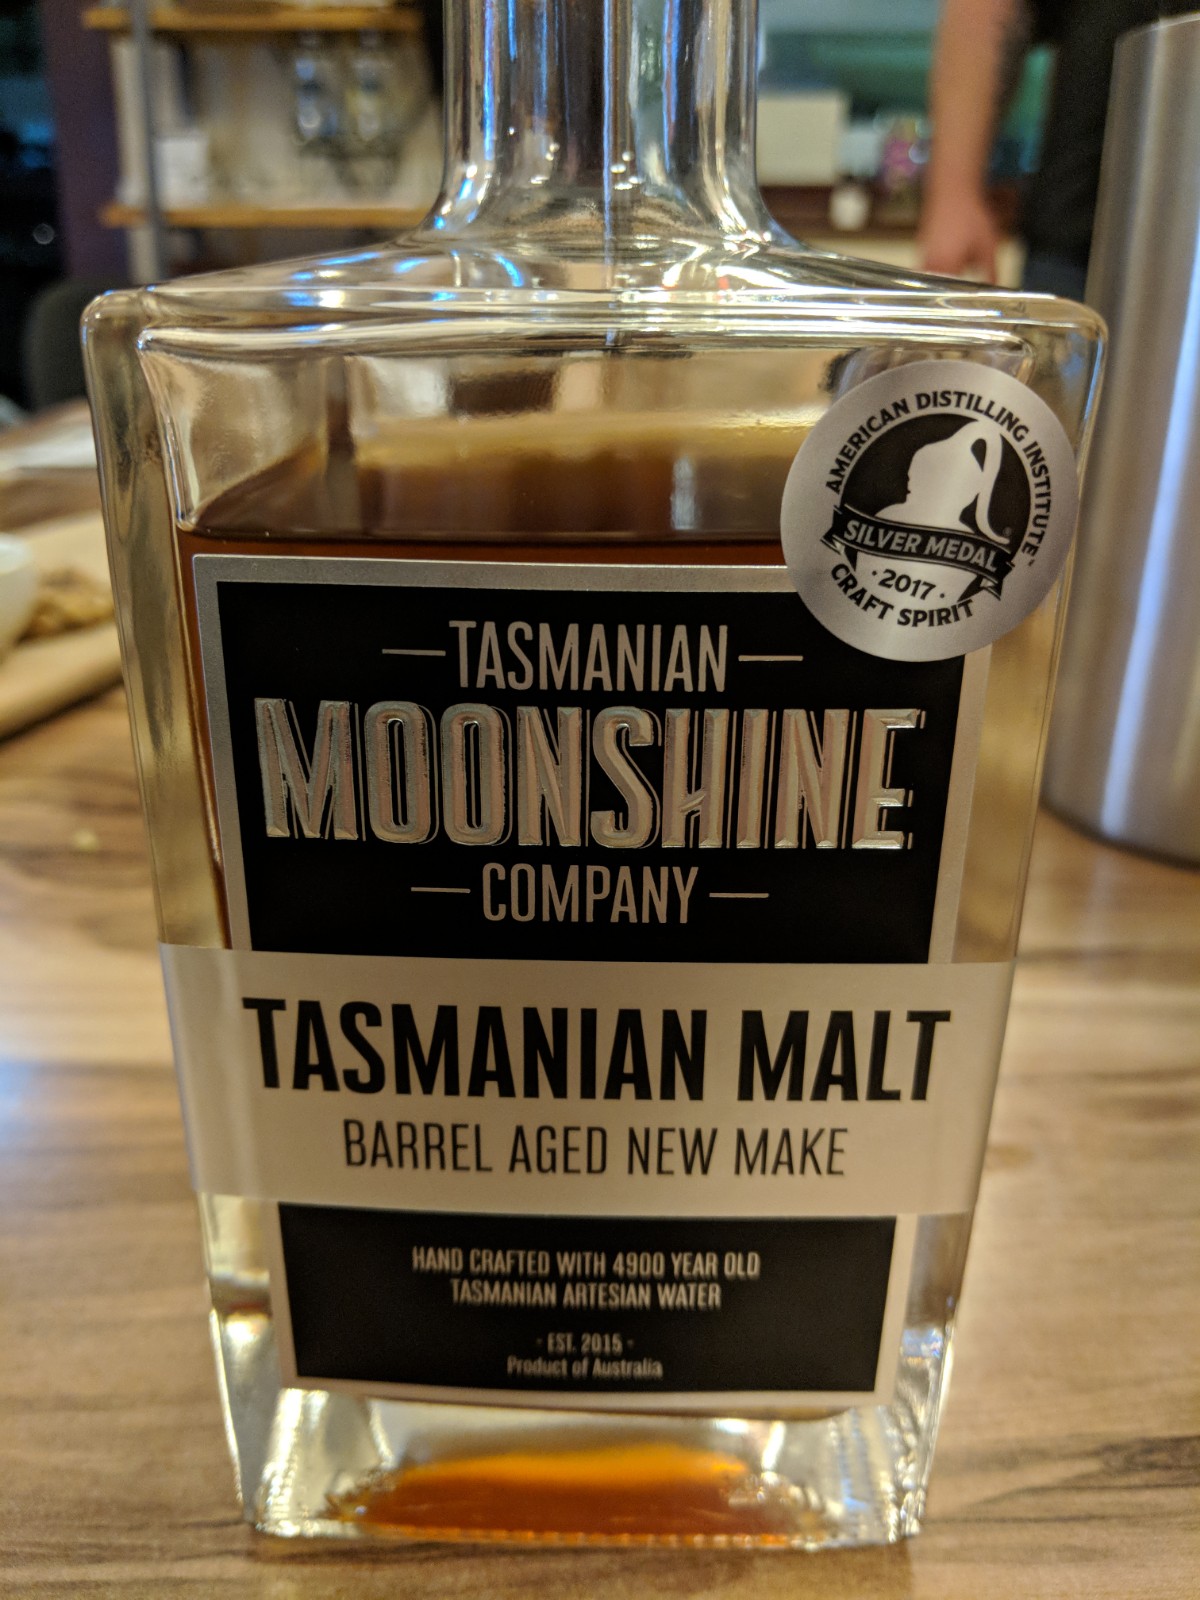 AMERICAN DISTILLING INSTITUTE
SILVER MEDAL
· 2017 ·
CRAFT SPIRIT
TASMANIAN
MOONSHINE
COMPANY
TASMANIAN MALT
BARREL AGED NEW MAKE
HAND CRAFTED WITH 4900 YEAR OLD
TASMANIAN ARTESIAN WATER
- EST. 2015 -
Product of Australia